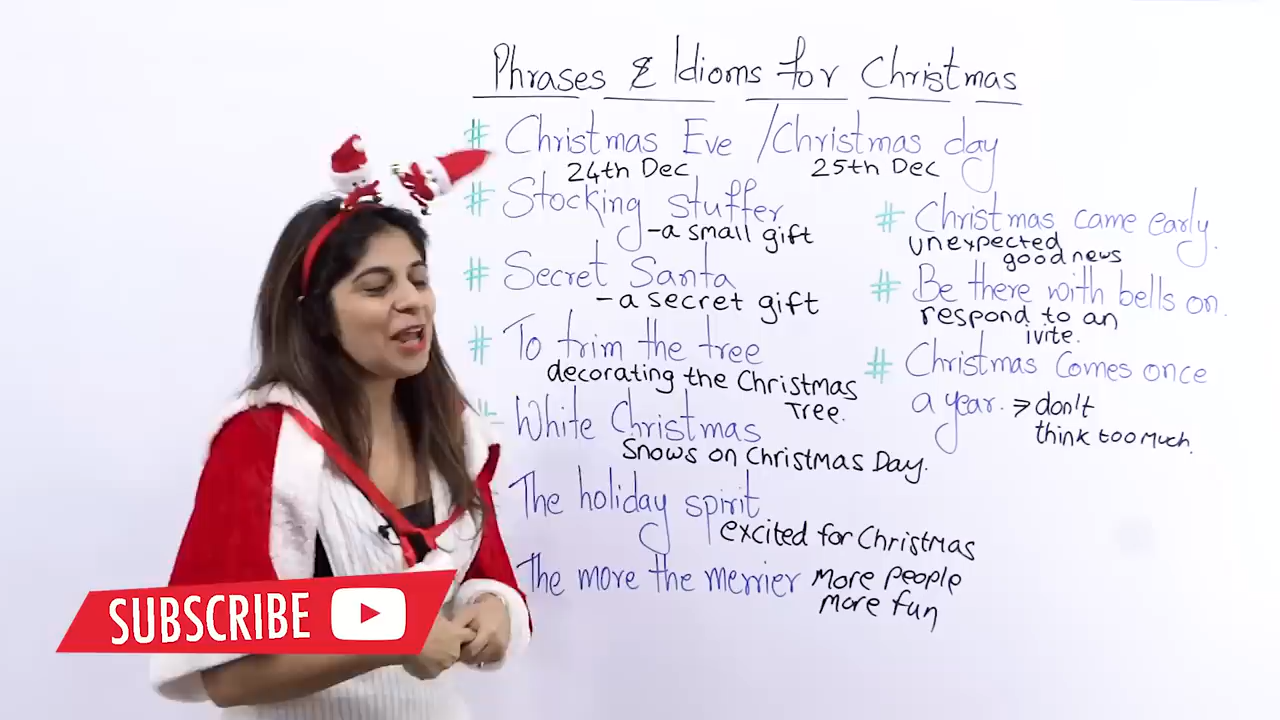 Phrases & Idioms for Christmas
# Christmas Eve / Christmas day
24th Dec 25th Dec
# Stocking stuffer
- a small gift
# Secret Santa
- a secret gift
# To trim the tree
decorating the Christmas
Tree.
# White Christmas
Snows on Christmas Day.
The holiday spirit
excited for Christmas
The more the merrier More People
More fun
# Christmas came early.
unexpected
good news
# Be there with bells on.
respond to an
ivite.
# Christmas comes once
a year. → don't
think too Much.
SUBSCRIBE